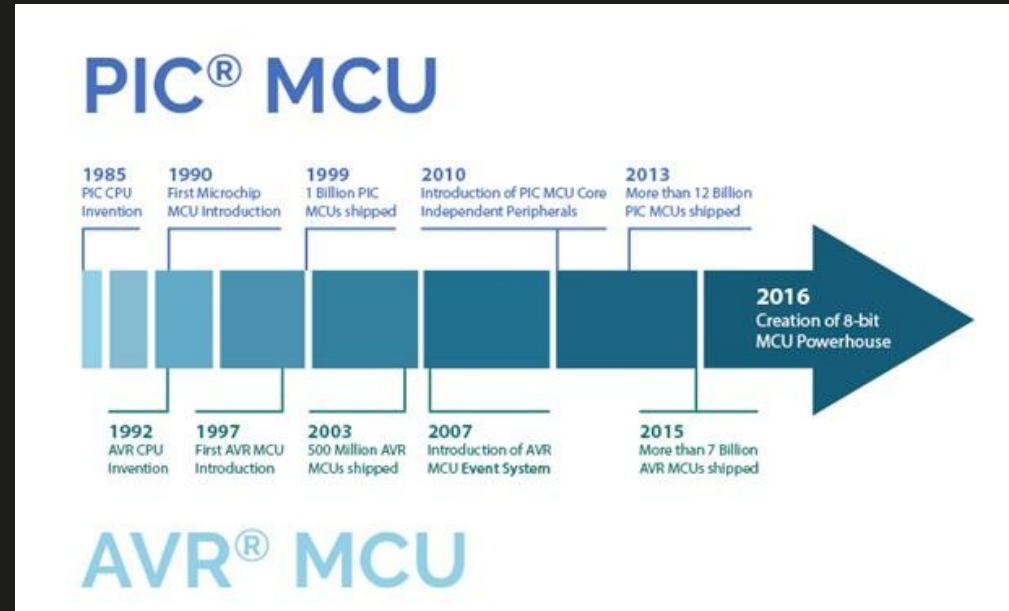 PIC® MCU
1985
PIC CPU
Invention
1990
First Microchip
MCU Introduction
1999
1 Billion PIC
MCUs shipped
2010
Introduction of PIC MCU Core
Independent Peripherals
2013
More than 12 Billion
PIC MCUs shipped
2016
Creation of 8-bit
MCU Powerhouse
1992
AVR CPU
Invention
1997
First AVR MCU
Introduction
2003
500 Million AVR
MCUs shipped
2007
Introduction of AVR
MCU Event System
2015
More than 7 Billion
AVR MCUs shipped
AVR® MCU